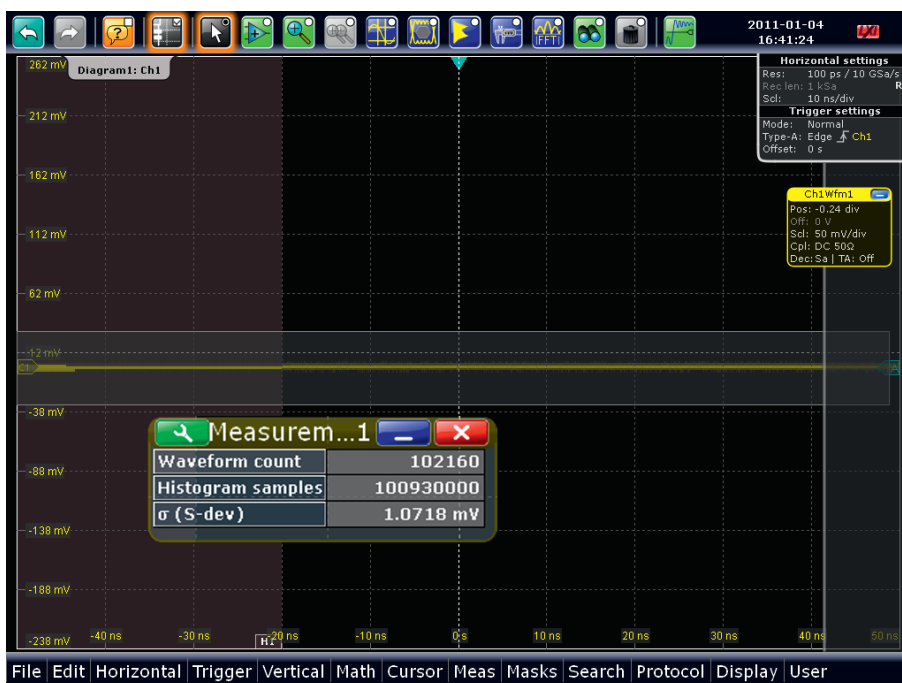 2011-01-04
16:41:24
Diagram1: Ch1
Horizontal settings
Res: 100 ps / 10 GSa/s
Rec len: 1 kSa R
Scl: 10 ns/div
Trigger settings
Mode: Normal
Type-A: Edge Ch1
Offset: 0 s
Ch1Wfm1
Pos: -0.24 div
Off: 0 V
Scl: 50 mV/div
Cpl: DC 50Ω
Dec: Sa | TA: Off
262 mV
212 mV
162 mV
112 mV
62 mV
12 mV
C1
-38 mV
-88 mV
-138 mV
-188 mV
-238 mV
Measurem...1
Waveform count 102160
Histogram samples 100930000
σ (S-dev) 1.0718 mV
-40 ns -30 ns -20 ns -10 ns 0 s 10 ns 20 ns 30 ns 40 ns 50 ns
File Edit Horizontal Trigger Vertical Math Cursor Meas Masks Search Protocol Display User